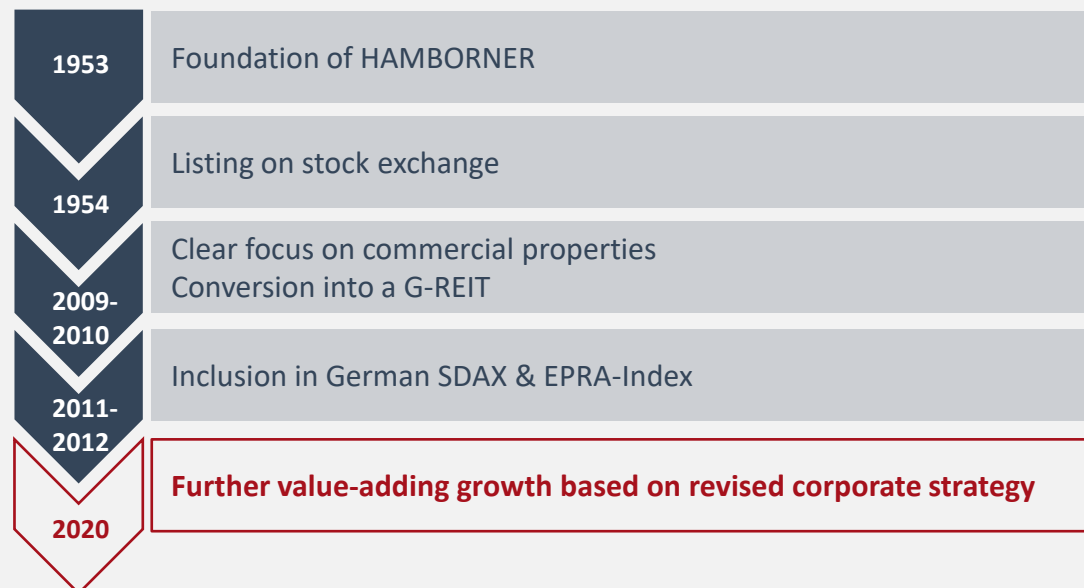 1953
Foundation of HAMBORNER
1954
Listing on stock exchange
2009-
2010
Clear focus on commercial properties
Conversion into a G-REIT
2011-
2012
Inclusion in German SDAX & EPRA-Index
2020
Further value-adding growth based on revised corporate strategy